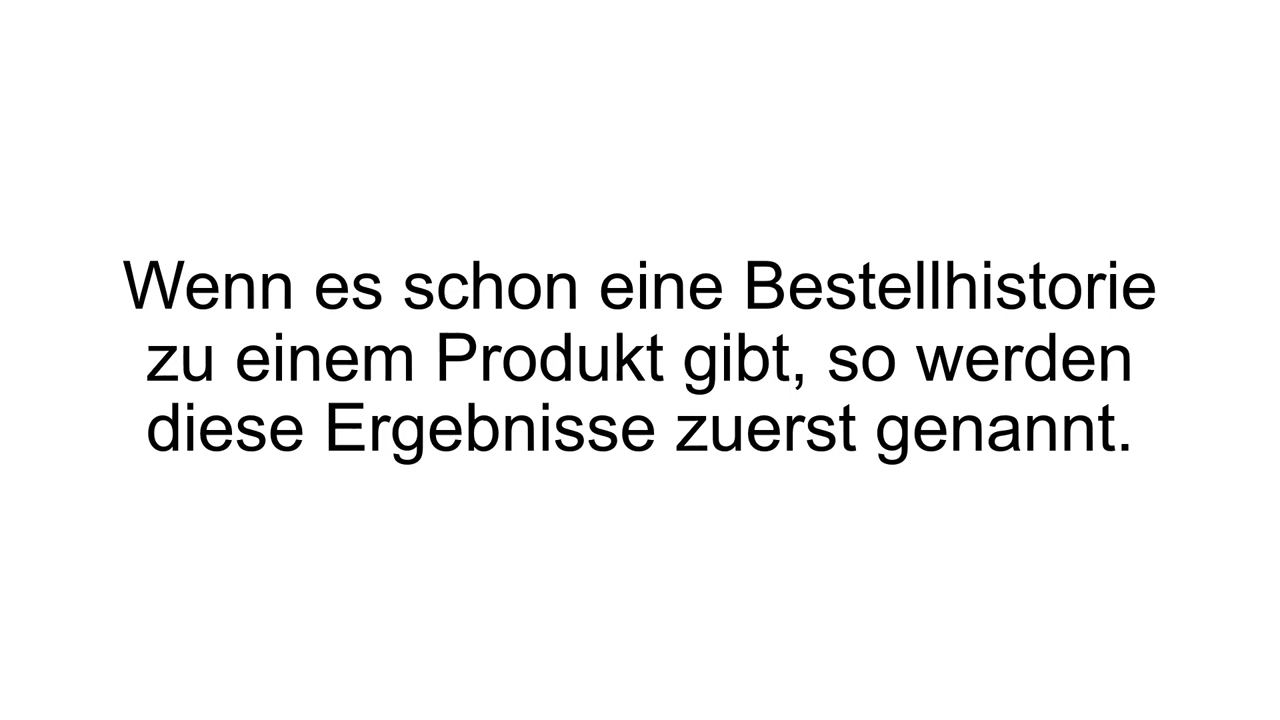 Wenn es schon eine Bestellhistorie
zu einem Produkt gibt, so werden
diese Ergebnisse zuerst genannt.